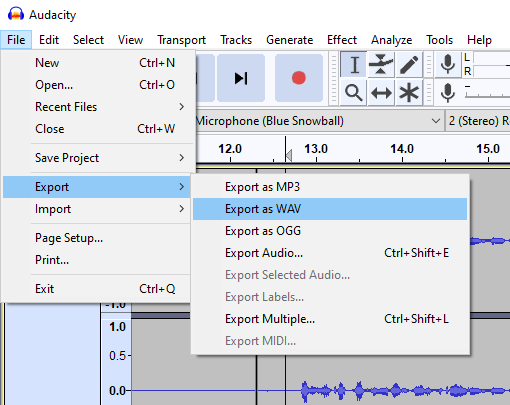 Audacity
File Edit Select View Transport Tracks Generate Effect Analyze Tools Help
New Ctrl+N
Open... Ctrl+O
Recent Files
Close Ctrl+W
Save Project
Export
Import
Page Setup...
Print...
Exit Ctrl+Q
Export as MP3
Export as WAV
Export as OGG
Export Audio... Ctrl+Shift+E
Export Selected Audio...
Export Labels...
Export Multiple... Ctrl+Shift+L
Export MIDI...
L
R
Microphone (Blue Snowball) 2 (Stereo) R
12.0 13.0 14.0 15.0
-1.0
1.0
0.5-
0.0-